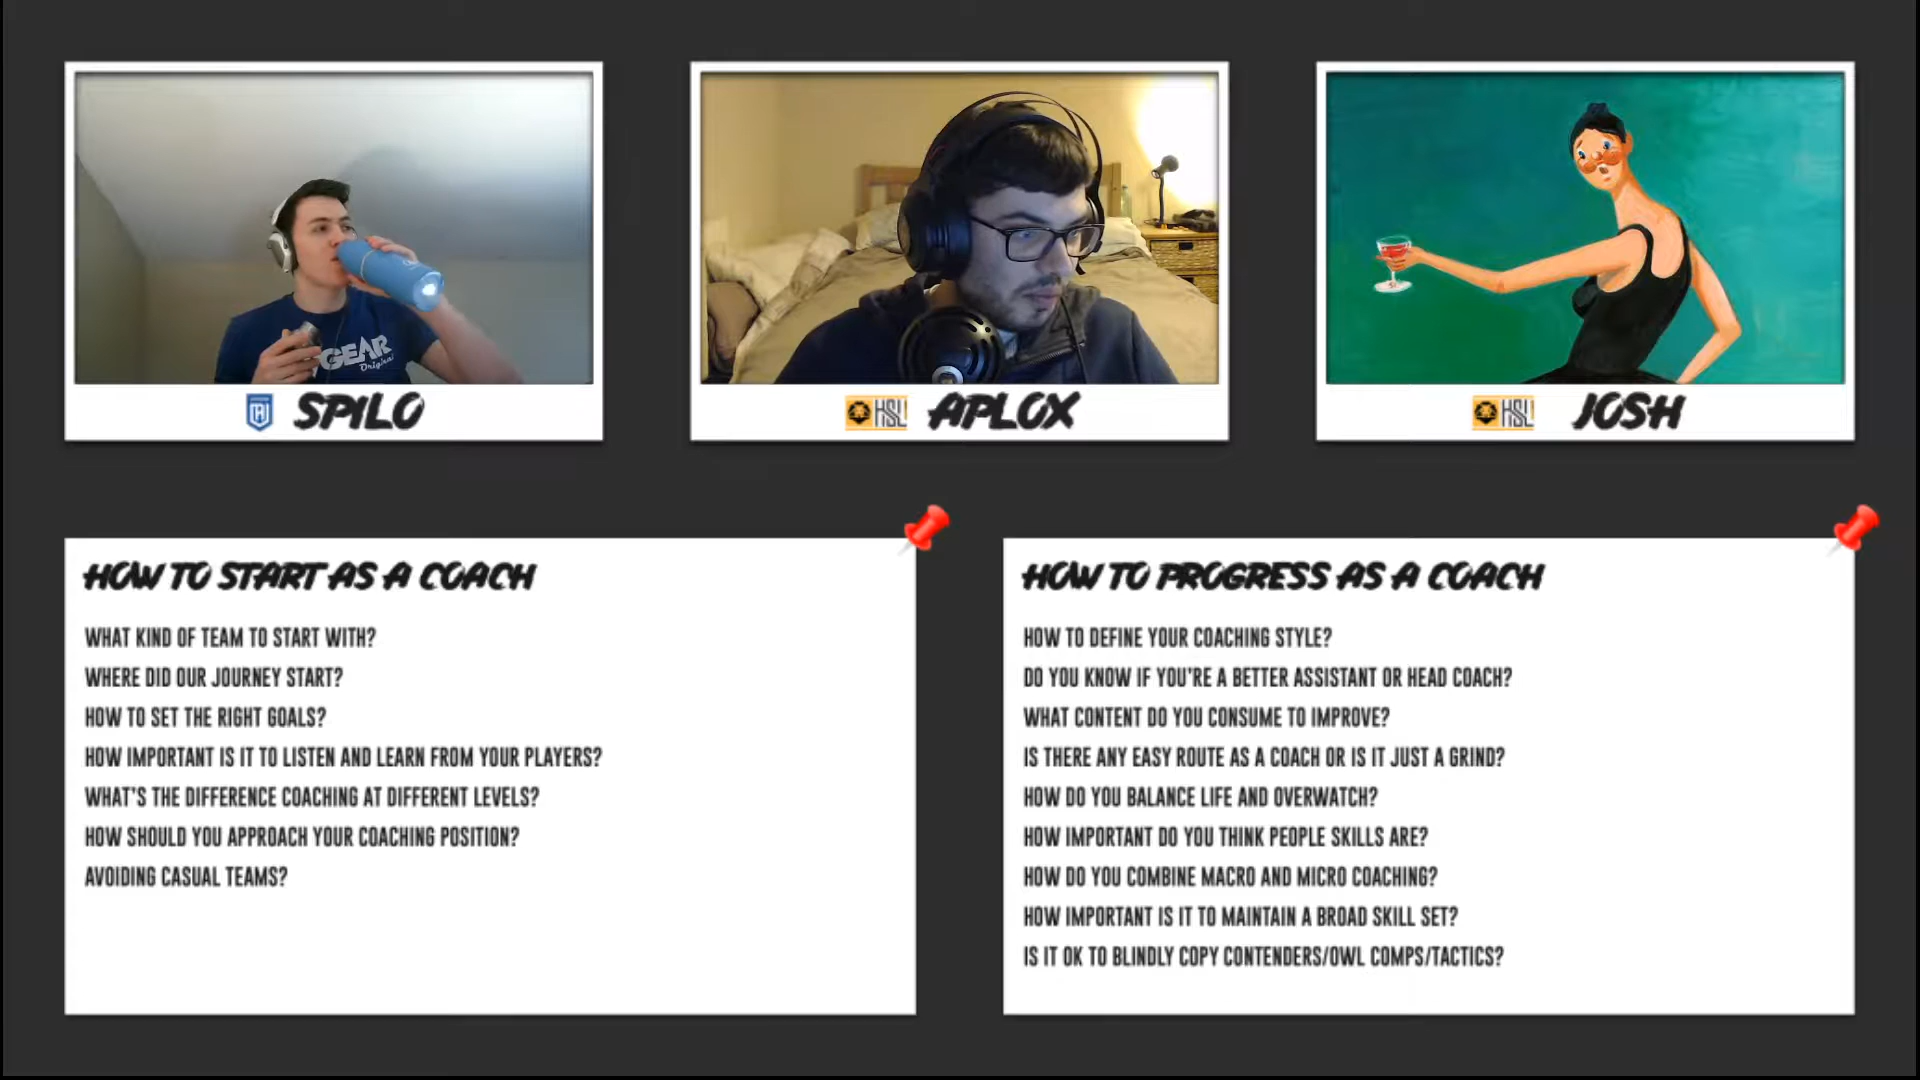 GEAR
Original
SPILO
HSL
APLOX
HSL
JOSH
HOW TO START AS A COACH
WHAT KIND OF TEAM TO START WITH?
WHERE DID OUR JOURNEY START?
HOW TO SET THE RIGHT GOALS?
HOW IMPORTANT IS IT TO LISTEN AND LEARN FROM YOUR PLAYERS?
WHAT'S THE DIFFERENCE COACHING AT DIFFERENT LEVELS?
HOW SHOULD YOU APPROACH YOUR COACHING POSITION?
AVOIDING CASUAL TEAMS?
HOW TO PROGRESS AS A COACH
HOW TO DEFINE YOUR COACHING STYLE?
DO YOU KNOW IF YOU'RE A BETTER ASSISTANT OR HEAD COACH?
WHAT CONTENT DO YOU CONSUME TO IMPROVE?
IS THERE ANY EASY ROUTE AS A COACH OR IS IT JUST A GRIND?
HOW DO YOU BALANCE LIFE AND OVERWATCH?
HOW IMPORTANT DO YOU THINK PEOPLE SKILLS ARE?
HOW DO YOU COMBINE MACRO AND MICRO COACHING?
HOW IMPORTANT IS IT TO MAINTAIN A BROAD SKILL SET?
IS IT OK TO BLINDLY COPY CONTENDERS/OWL COMPS/TACTICS?